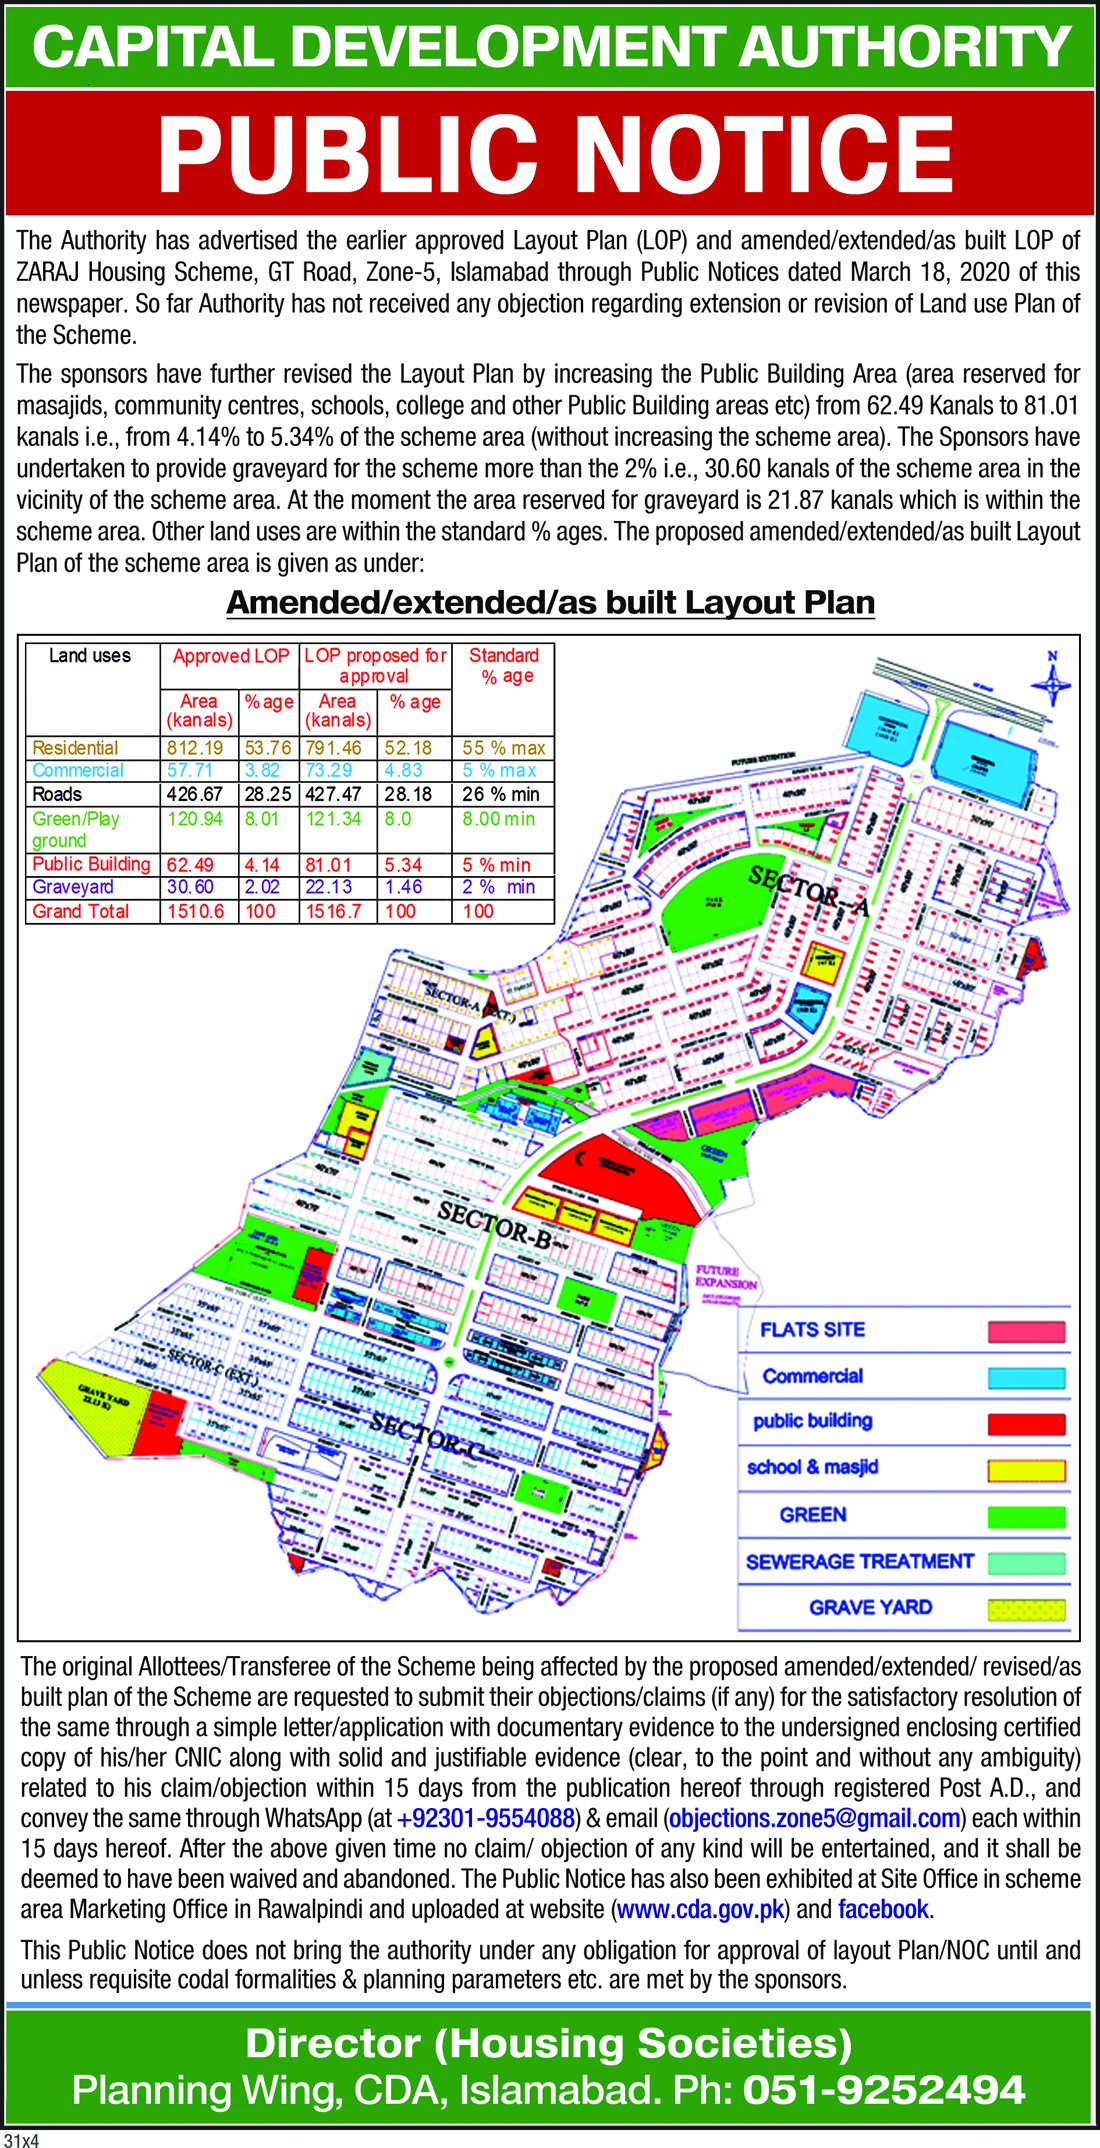 CAPITAL DEVELOPMENT AUTHORITY
PUBLIC NOTICE
The Authority has advertised the earlier approved Layout Plan (LOP) and amended/extended/as built LOP of
ZARAJ Housing Scheme, GT Road, Zone-5, Islamabad through Public Notices dated March 18, 2020 of this
newspaper. So far Authority has not received any objection regarding extension or revision of Land use Plan of
the Scheme.
The sponsors have further revised the Layout Plan by increasing the Public Building Area (area reserved for
masajids, community centres, schools, college and other Public Building areas etc) from 62.49 Kanals to 81.01
kanals i.e., from 4.14% to 5.34% of the scheme area (without increasing the scheme area). The Sponsors have
undertaken to provide graveyard for the scheme more than the 2% i.e., 30.60 kanals of the scheme area in the
vicinity of the scheme area. At the moment the area reserved for graveyard is 21.87 kanals which is within the
scheme area. Other land uses are within the standard % ages. The proposed amended/extended/as built Layout
Plan of the scheme area is given as under:
Amended/extended/as built Layout Plan
Land uses Approved LOP LOP proposed for approval Standard % age
Area (kanals) % age Area (kanals) % age
Residential 812.19 53.76 791.46 52.18 55 % max
Commercial 57.71 3.82 73.29 4.83 5 % max
Roads 426.67 28.25 427.47 28.18 26 % min
Green/Play ground 120.94 8.01 121.34 8.0 8.00 min
Public Building 62.49 4.14 81.01 5.34 5 % min
Graveyard 30.60 2.02 22.13 1.46 2 % min
Grand Total 1510.6 100 1516.7 100 100
N
FUTURE EXTENTION
SECTOR-A
SECTOR-A (EXT.)
GREEN
SECTOR-B
GREEN
FUTURE
EXPANSION
SECTOR-C (EXT.)
GRAVE YARD
22.13 K)
SECTOR-C
FLATS SITE
Commercial
public building
school & masjid
GREEN
SEWERAGE TREATMENT
GRAVE YARD
The original Allottees/Transferee of the Scheme being affected by the proposed amended/extended/ revised/as
built plan of the Scheme are requested to submit their objections/claims (if any) for the satisfactory resolution of
the same through a simple letter/application with documentary evidence to the undersigned enclosing certified
copy of his/her CNIC along with solid and justifiable evidence (clear, to the point and without any ambiguity)
related to his claim/objection within 15 days from the publication hereof through registered Post A.D., and
convey the same through WhatsApp (at +92301-9554088) & email (objections.zone5@gmail.com) each within
15 days hereof. After the above given time no claim/ objection of any kind will be entertained, and it shall be
deemed to have been waived and abandoned. The Public Notice has also been exhibited at Site Office in scheme
area Marketing Office in Rawalpindi and uploaded at website (www.cda.gov.pk) and facebook.
This Public Notice does not bring the authority under any obligation for approval of layout Plan/NOC until and
unless requisite codal formalities & planning parameters etc. are met by the sponsors.
Director (Housing Societies)
Planning Wing, CDA, Islamabad. Ph: 051-9252494
31x4